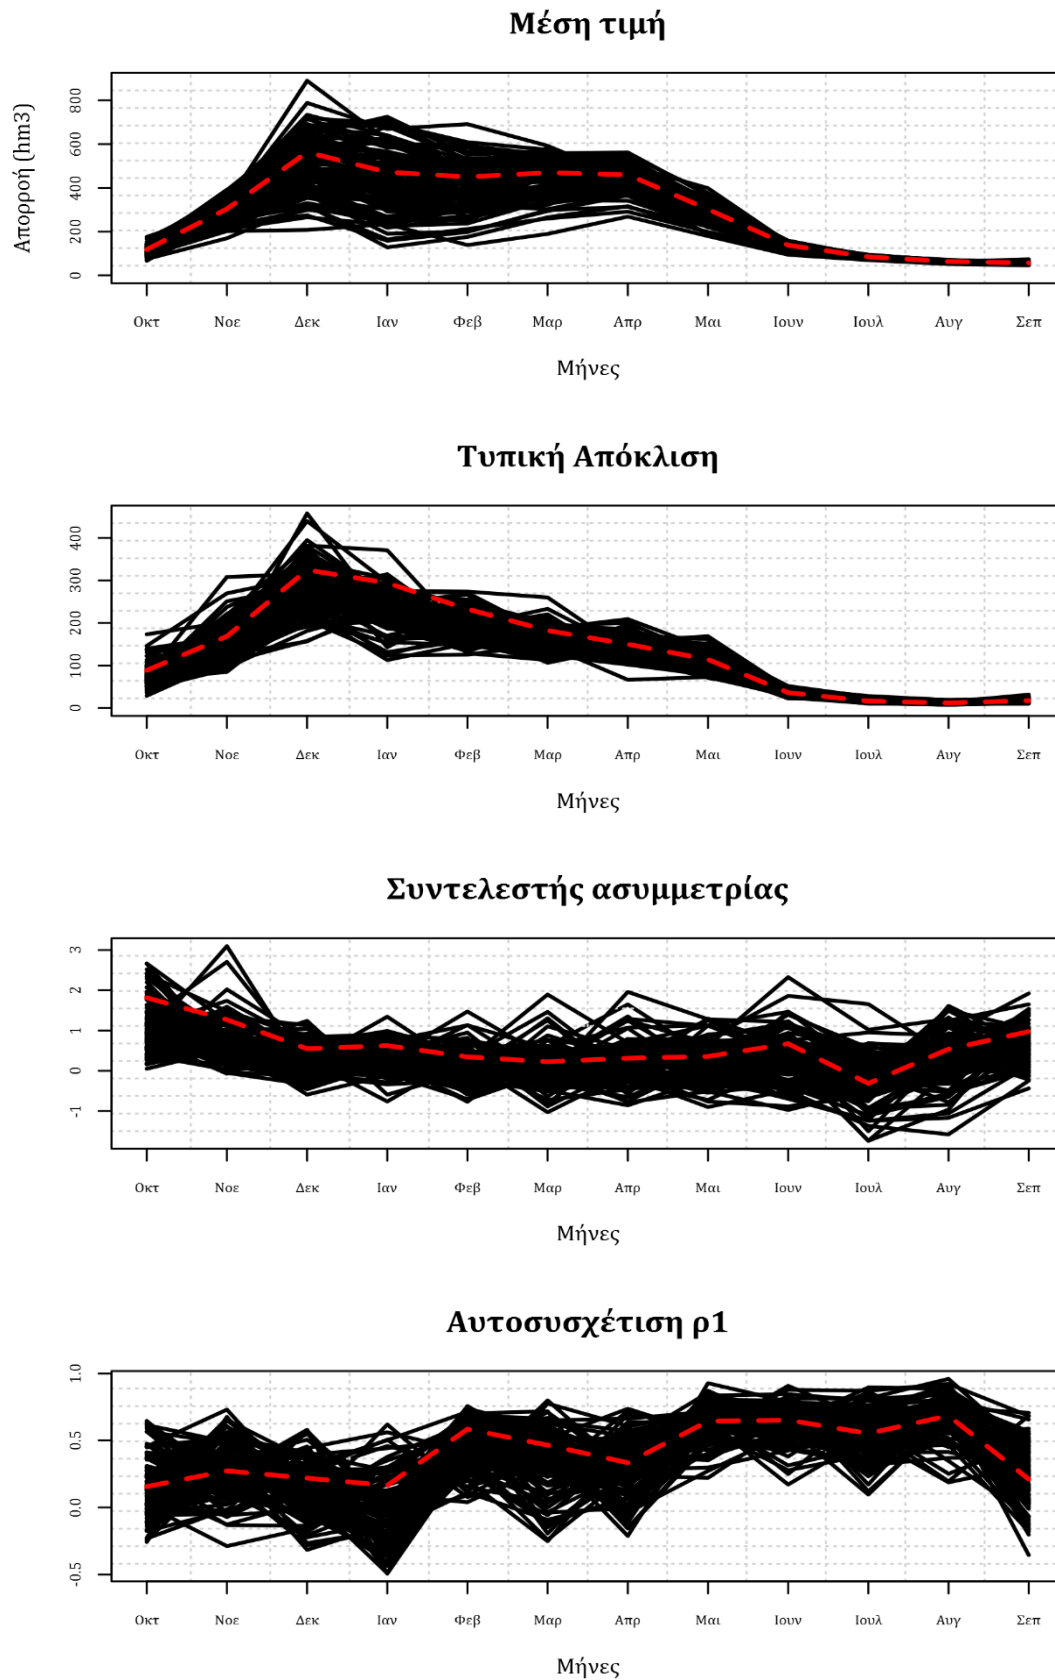 Μέση τιμή
Απορροή (hm3)
800
600
400
200
0
Οκτ Νοε Δεκ Ιαν Φεβ Μαρ Απρ Μαι Ιουν Ιουλ Αυγ Σεπ
Μήνες
Τυπική Απόκλιση
400
300
200
100
0
Οκτ Νοε Δεκ Ιαν Φεβ Μαρ Απρ Μαι Ιουν Ιουλ Αυγ Σεπ
Μήνες
Συντελεστής ασυμμετρίας
3
2
1
0
-1
Οκτ Νοε Δεκ Ιαν Φεβ Μαρ Απρ Μαι Ιουν Ιουλ Αυγ Σεπ
Μήνες
Αυτοσυσχέτιση ρ1
1.0
0.5
0.0
-0.5
Οκτ Νοε Δεκ Ιαν Φεβ Μαρ Απρ Μαι Ιουν Ιουλ Αυγ Σεπ
Μήνες